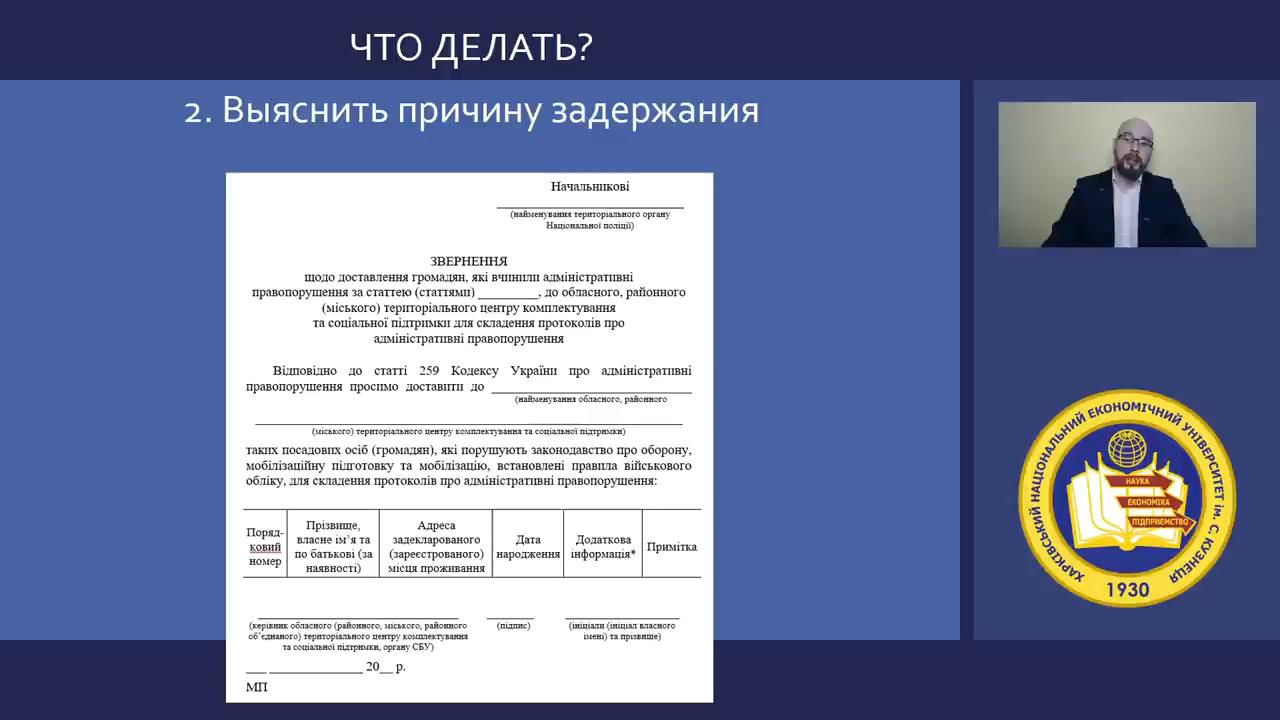 ЧТО ДЕЛАТЬ?
2. Выяснить причину задержания
Начальникові
(найменування територіального органу
Національної поліції)
ЗВЕРНЕННЯ
щодо доставлення громадян, які вчинили адміністративні
правопорушення за статтею (статтями) _________, до обласного, районного
(міського) територіального центру комплектування
та соціальної підтримки для складення протоколів про
адміністративні правопорушення
Відповідно до статті 259 Кодексу України про адміністративні
правопорушення просимо доставити до
(найменування обласного, районного
(міського) територіального центру комплектування та соціальної підтримки)
таких посадових осіб (громадян), які порушують законодавство про оборону,
мобілізаційну підготовку та мобілізацію, встановлені правила військового
обліку, для складення протоколів про адміністративні правопорушення:
Поряд-
ковий
номер
Прізвище,
власне ім’я та
по батькові (за
наявності)
Адреса
задекларованого
(зареєстрованого)
місця проживання
Дата
народження
Додаткова
інформація*
Примітка
(керівник обласного (районного, міського, районного
об’єднаного) територіального центру комплектування
та соціальної підтримки, органу СБУ)
(підпис)
(ініціали (ініціал власного
імені) та прізвище)
___ ______________ 20__ р.
МП
ХАРКІВСЬКИЙ НАЦІОНАЛЬНИЙ ЕКОНОМІЧНИЙ УНІВЕРСИТЕТ ім. С. КУЗНЕЦЯ
НАУКА
ЕКОНОМІКА
ПІДПРИЄМСТВО
1930